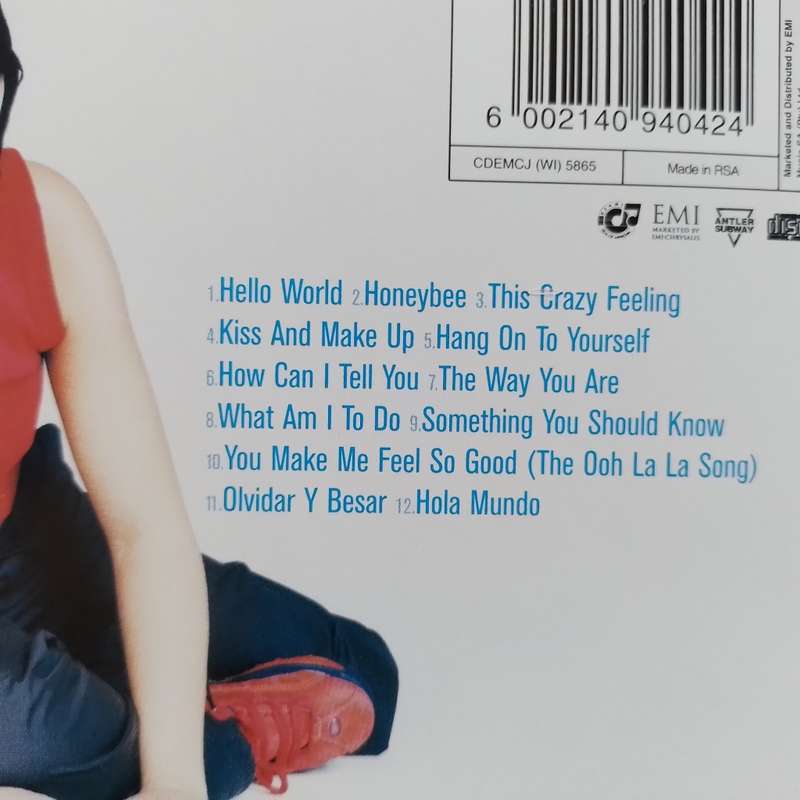 6 002140 940424
CDEMCJ (WI) 5865
Made in RSA
Marketed and Distributed by EMI
EMI
MARKETED BY
EMI-CHRYSALIS
ANTLER
SUBWAY
1.Hello World 2.Honeybee 3.This Crazy Feeling
4.Kiss And Make Up 5.Hang On To Yourself
6.How Can I Tell You 7.The Way You Are
8.What Am I To Do 9.Something You Should Know
10.You Make Me Feel So Good (The Ooh La La Song)
11.Olvidar Y Besar 12.Hola Mundo